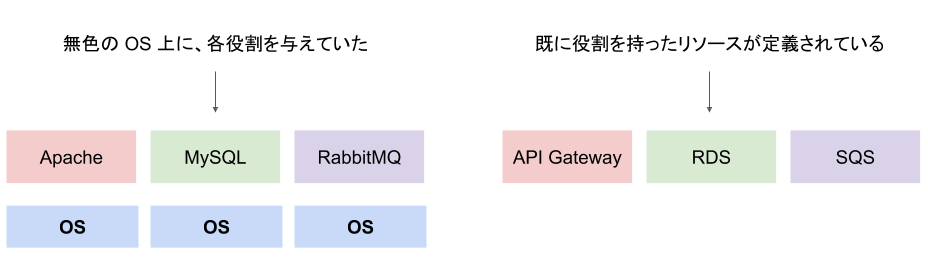 無色の OS 上に、各役割を与えていた
既に役割を持ったリソースが定義されている
Apache
MySQL
RabbitMQ
API Gateway
RDS
SQS
OS
OS
OS